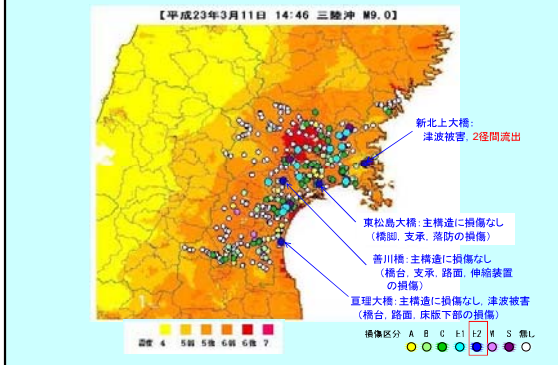 【平成23年3月11日 14:46 三陸沖 M9.0】
新北上大橋:
津波被害, 2径間流出
東松島大橋:主構造に損傷なし
(橋脚, 支承, 落防の損傷)
善川橋:主構造に損傷なし
(橋台, 支承, 路面, 伸縮装置
の損傷)
亘理大橋:主構造に損傷なし, 津波被害
(橋台, 路面, 床版下部の損傷)
震度 4 5弱 5強 6弱 6強 7
損傷区分 A B C E1 E2 W S 無し